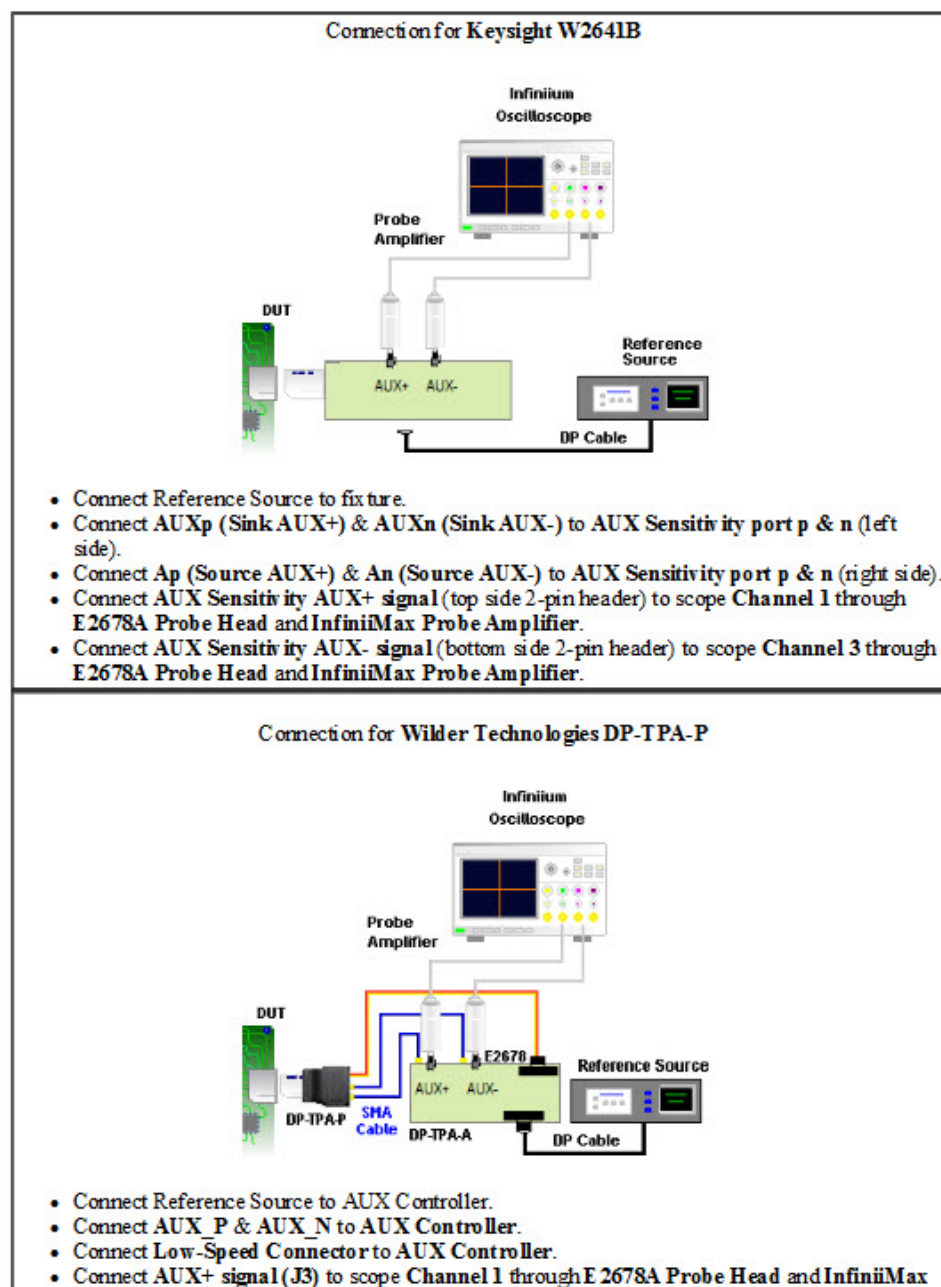 Connection for Keysight W2641B
Infiniium
Oscilloscope
Probe
Amplifier
DUT
Reference
Source
AUX+ AUX-
DP Cable
• Connect Reference Source to fixture.
• Connect AUXp (Sink AUX+) & AUXn (Sink AUX-) to AUX Sensitivity port p & n (left
side).
• Connect Ap (Source AUX+) & An (Source AUX-) to AUX Sensitivity port p & n (right side).
• Connect AUX Sensitivity AUX+ signal (top side 2-pin header) to scope Channel 1 through
E2678A Probe Head and InfiniiMax Probe Amplifier.
• Connect AUX Sensitivity AUX- signal (bottom side 2-pin header) to scope Channel 3 through
E2678A Probe Head and InfiniiMax Probe Amplifier.
Connection for Wilder Technologies DP-TPA-P
Infiniium
Oscilloscope
Probe
Amplifier
DUT
E2678
Reference Source
AUX+ AUX-
DP-TPA-P
SMA
Cable
DP-TPA-A
DP Cable
• Connect Reference Source to AUX Controller.
• Connect AUX_P & AUX_N to AUX Controller.
• Connect Low-Speed Connector to AUX Controller.
• Connect AUX+ signal (J3) to scope Channel 1 through E2678A Probe Head and InfiniiMax